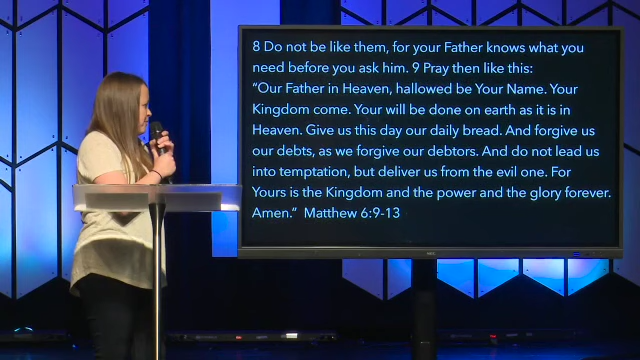 8 Do not be like them, for your Father knows what you
need before you ask him. 9 Pray then like this:
“Our Father in Heaven, hallowed be Your Name. Your
Kingdom come. Your will be done on earth as it is in
Heaven. Give us this day our daily bread. And forgive us
our debts, as we forgive our debtors. And do not lead us
into temptation, but deliver us from the evil one. For
Yours is the Kingdom and the power and the glory forever.
Amen.” Matthew 6:9-13